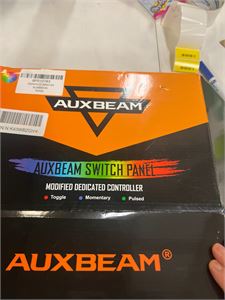 AUXBEAM
AUXBEAM SWITCH PANEL
MODIFIED DEDICATED CONTROLLER
Toggle Momentary Pulsed
AUXBEAM®